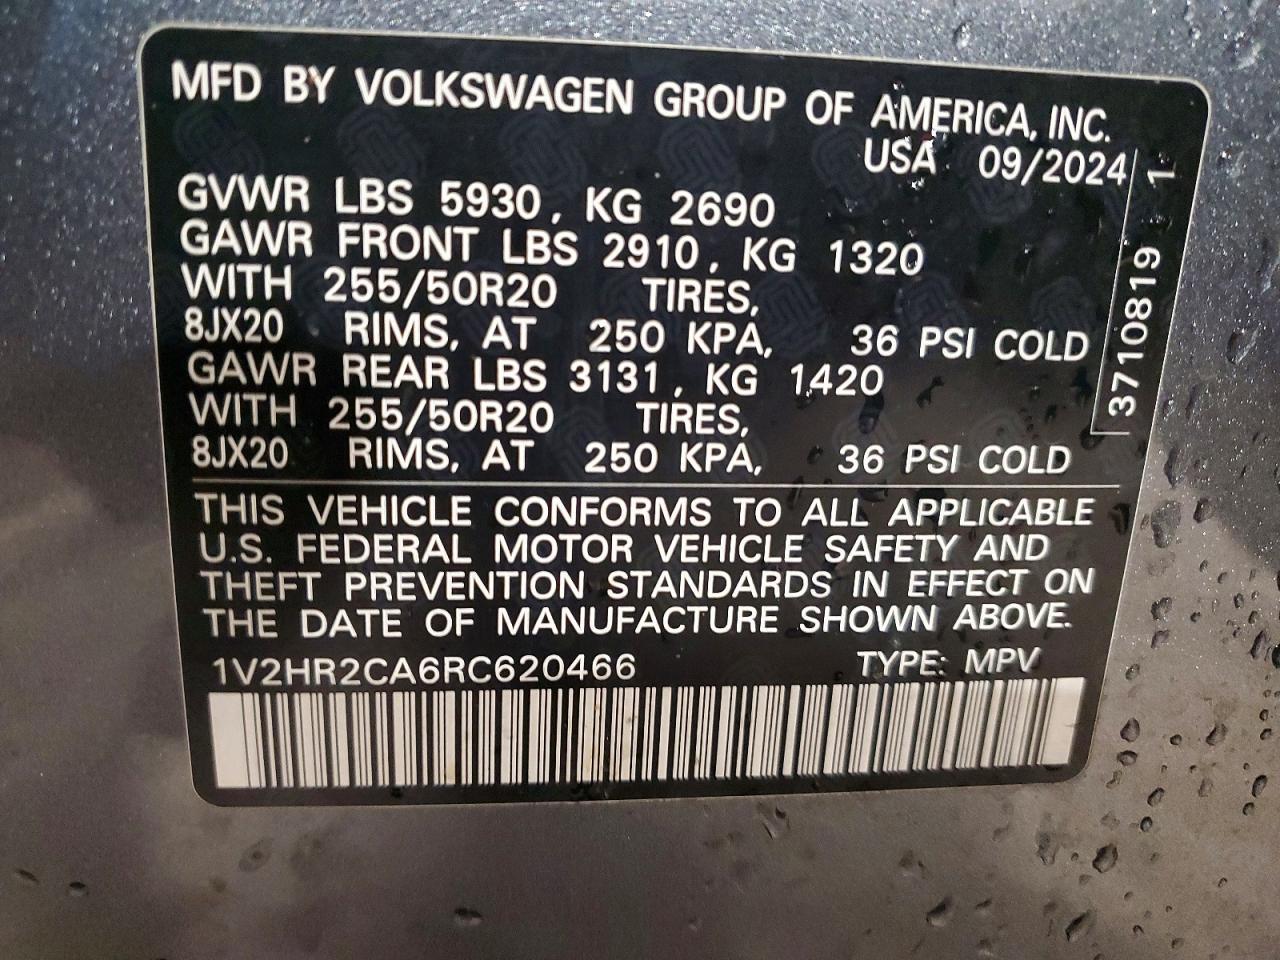 MFD BY VOLKSWAGEN GROUP OF AMERICA, INC.
USA 09/2024
GVWR LBS 5930, KG 2690
GAWR FRONT LBS 2910, KG 1320
WITH 255/50R20 TIRES,
8JX20 RIMS, AT 250 KPA, 36 PSI COLD
GAWR REAR LBS 3131, KG 1420
WITH 255/50R20 TIRES,
8JX20 RIMS, AT 250 KPA, 36 PSI COLD
3710819 1
THIS VEHICLE CONFORMS TO ALL APPLICABLE
U.S. FEDERAL MOTOR VEHICLE SAFETY AND
THEFT PREVENTION STANDARDS IN EFFECT ON
THE DATE OF MANUFACTURE SHOWN ABOVE.
1V2HR2CA6RC620466 TYPE: MPV